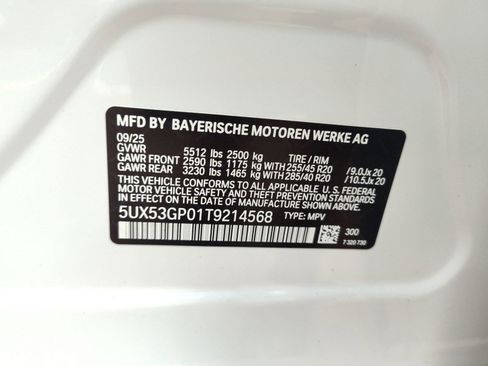 MFD BY BAYERISCHE MOTOREN WERKE AG
09/25
GVWR 5512 lbs 2500 kg TIRE / RIM
GAWR FRONT 2590 lbs 1175 kg WITH 255/45 R20 /9.0Jx 20
GAWR REAR 3230 lbs 1465 kg WITH 285/40 R20 /10.5Jx 20
THIS VEHICLE CONFORMS TO ALL APPLICABLE U.S. FEDERAL
MOTOR VEHICLE SAFETY AND THEFT PREVENTION STANDARDS
IN EFFECT ON THE DATE OF MANUFACTURE SHOWN ABOVE.
5UX53GP01T9214568 TYPE: MPV
300
7 320 730